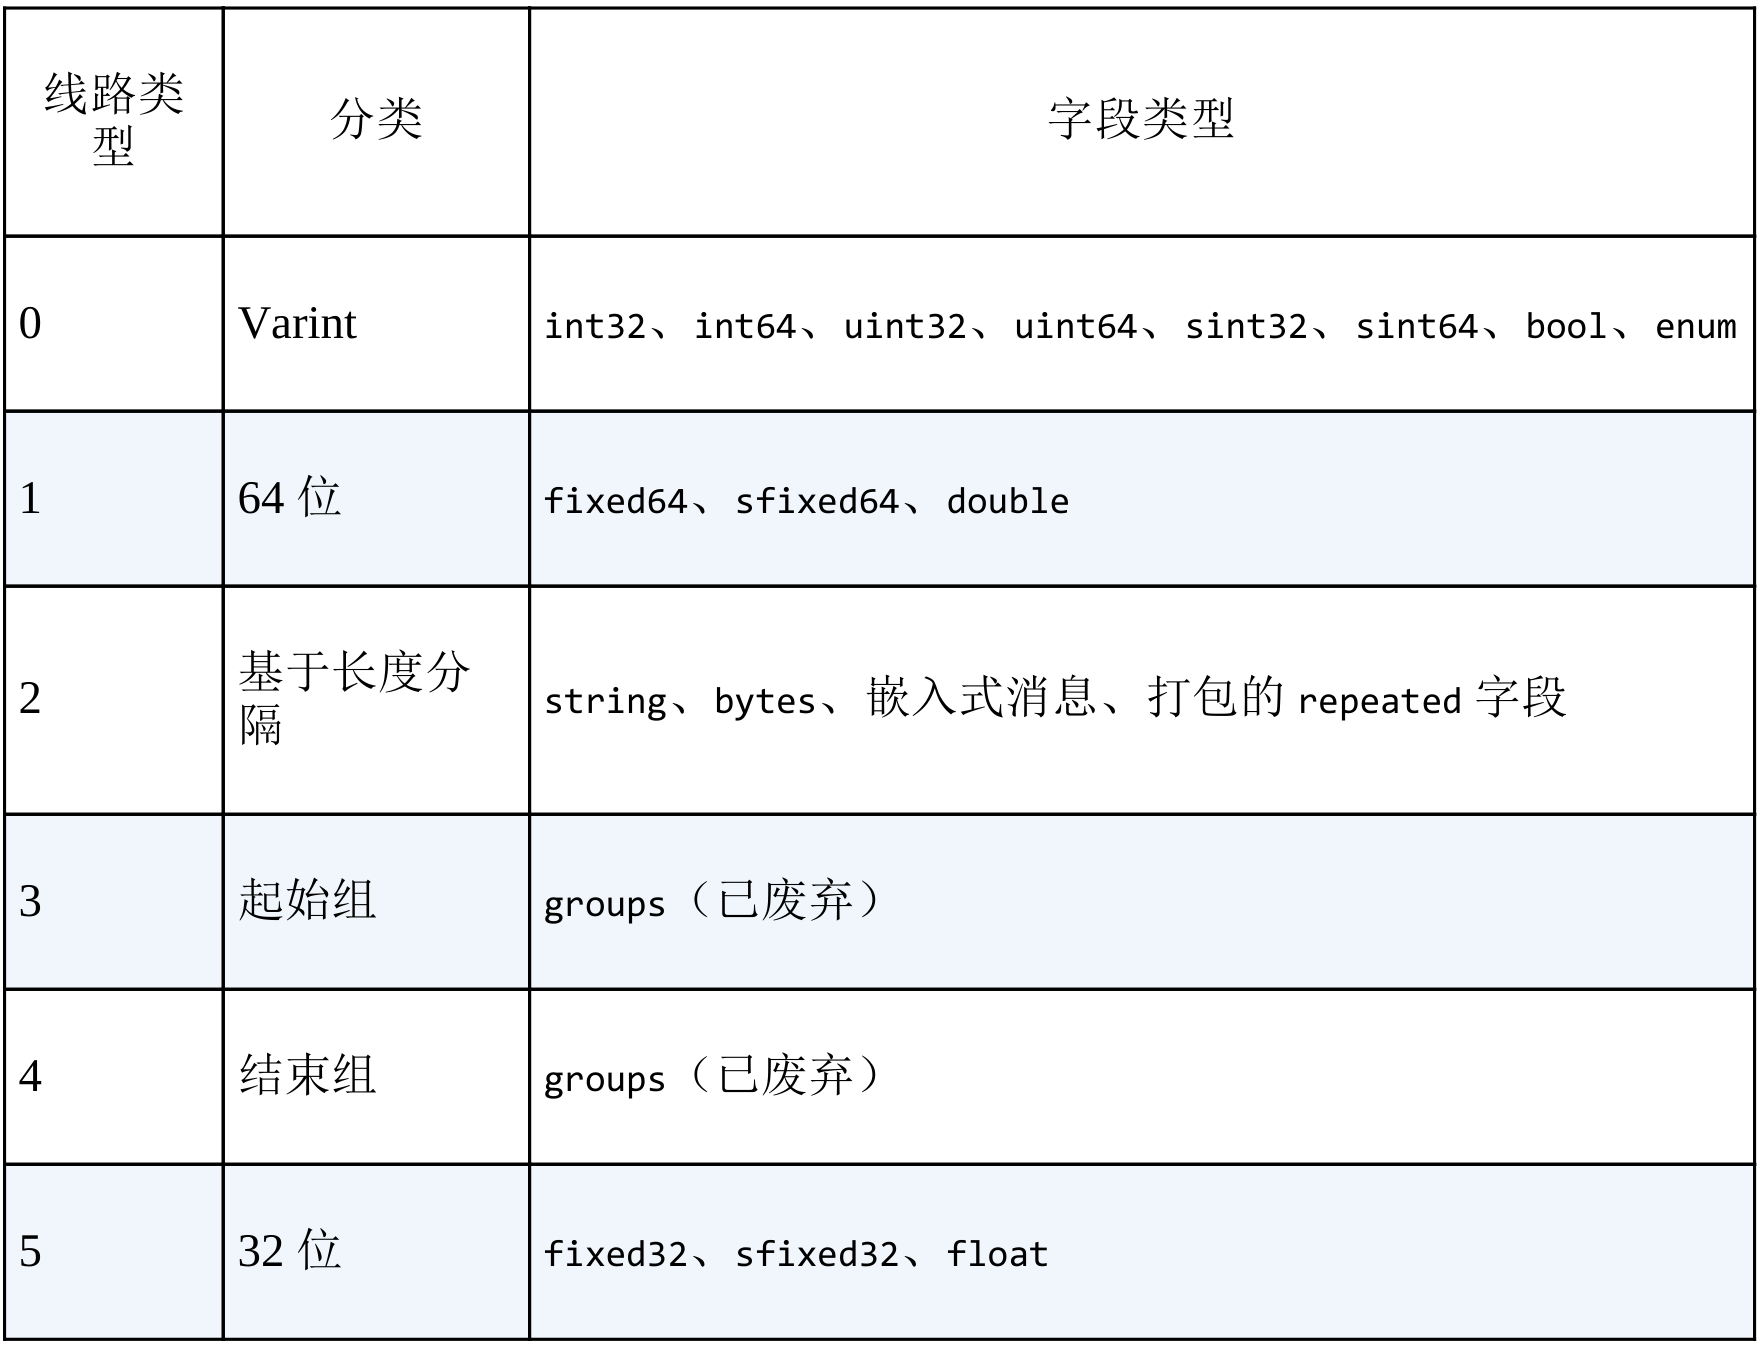 线路类
型
分类
字段类型
0
Varint
int32、int64、uint32、uint64、sint32、sint64、bool、enum
1
64 位
fixed64、sfixed64、double
2
基于长度分
隔
string、bytes、嵌入式消息、打包的 repeated 字段
3
起始组
groups（已废弃）
4
结束组
groups（已废弃）
5
32 位
fixed32、sfixed32、float